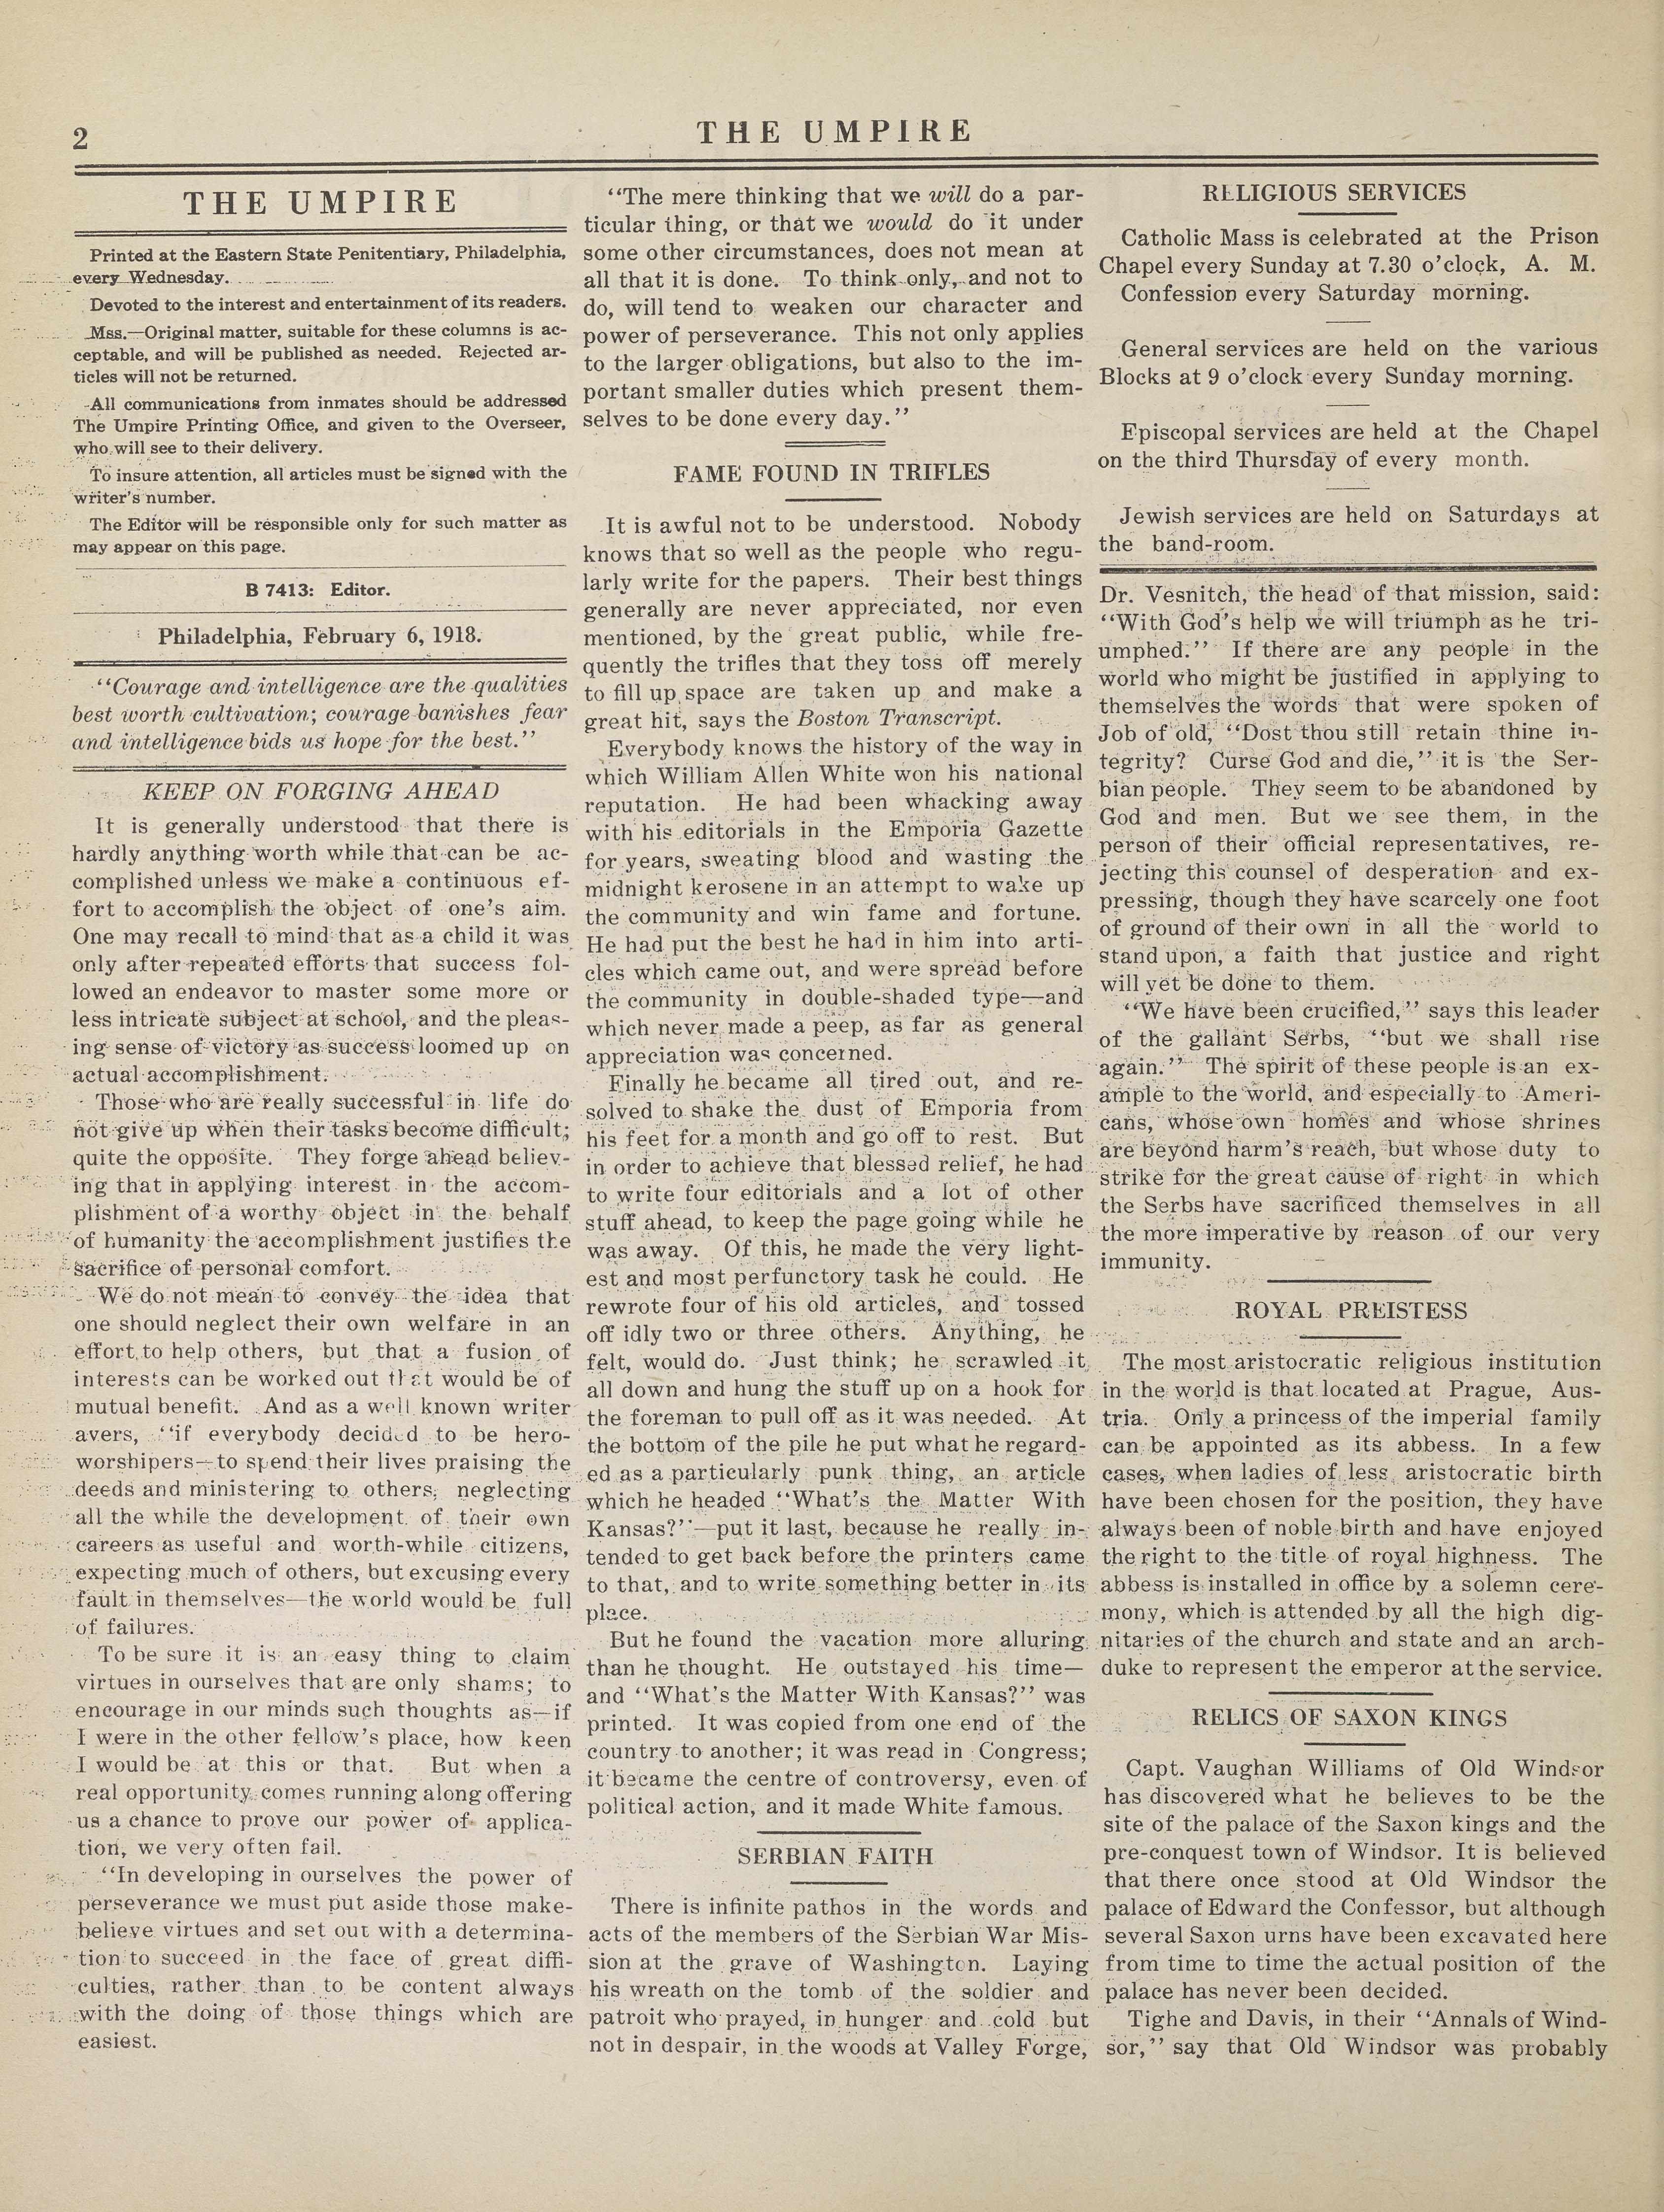 2
THE UMPIRE
THE UMPIRE
Printed at the Eastern State Penitentiary, Philadelphia,
every Wednesday.
Devoted to the interest and entertainment of its readers.
Mss.—Original matter, suitable for these columns is ac-
ceptable, and will be published as needed. Rejected ar-
ticles will not be returned.
All communications from inmates should be addressed
The Umpire Printing Office, and given to the Overseer,
who will see to their delivery.
To insure attention, all articles must be signed with the
writer's number.
The Editor will be responsible only for such matter as
may appear on this page.
B 7413: Editor.
Philadelphia, February 6, 1918.
"Courage and intelligence are the qualities
best worth cultivation; courage banishes fear
and intelligence bids us hope for the best."
KEEP ON FORGING AHEAD
It is generally understood that there is
hardly anything worth while that can be ac-
complished unless we make a continuous ef-
fort to accomplish the object of one's aim.
One may recall to mind that as a child it was
only after repeated efforts that success fol-
lowed an endeavor to master some more or
less intricate subject at school, and the pleas-
ing sense of victory as success loomed up on
actual accomplishment.
Those who are really successful in life do
not give up when their tasks become difficult;
quite the opposite. They forge ahead believ-
ing that in applying interest in the accom-
plishment of a worthy object in the behalf
of humanity the accomplishment justifies the
sacrifice of personal comfort.
We do not mean to convey the idea that
one should neglect their own welfare in an
effort to help others, but that a fusion of
interests can be worked out that would be of
mutual benefit. And as a well known writer
avers, "if everybody decided to be hero-
worshipers—to spend their lives praising the
deeds and ministering to others, neglecting
all the while the development of their own
careers as useful and worth-while citizens,
expecting much of others, but excusing every
fault in themselves—the world would be full
of failures.
To be sure it is an easy thing to claim
virtues in ourselves that are only shams; to
encourage in our minds such thoughts as—if
I were in the other fellow's place, how keen
I would be at this or that. But when a
real opportunity comes running along offering
us a chance to prove our power of applica-
tion, we very often fail.
"In developing in ourselves the power of
perseverance we must put aside those make-
believe virtues and set out with a determina-
tion to succeed in the face of great diffi-
culties, rather than to be content always
with the doing of those things which are
easiest.
"The mere thinking that we will do a par-
ticular thing, or that we would do it under
some other circumstances, does not mean at
all that it is done. To think only, and not to
do, will tend to weaken our character and
power of perseverance. This not only applies
to the larger obligations, but also to the im-
portant smaller duties which present them-
selves to be done every day."
FAME FOUND IN TRIFLES
It is awful not to be understood. Nobody
knows that so well as the people who regu-
larly write for the papers. Their best things
generally are never appreciated, nor even
mentioned, by the great public, while fre-
quently the trifles that they toss off merely
to fill up space are taken up and make a
great hit, says the Boston Transcript.
Everybody knows the history of the way in
which William Allen White won his national
reputation. He had been whacking away
with his editorials in the Emporia Gazette
for years, sweating blood and wasting the
midnight kerosene in an attempt to wake up
the community and win fame and fortune.
He had put the best he had in him into arti-
cles which came out, and were spread before
the community in double-shaded type—and
which never made a peep, as far as general
appreciation was concerned.
Finally he became all tired out, and re-
solved to shake the dust of Emporia from
his feet for a month and go off to rest. But
in order to achieve that blessed relief, he had
to write four editorials and a lot of other
stuff ahead, to keep the page going while he
was away. Of this, he made the very light-
est and most perfunctory task he could. He
rewrote four of his old articles, and tossed
off idly two or three others. Anything, he
felt, would do. Just think; he scrawled it
all down and hung the stuff up on a hook for
the foreman to pull off as it was needed. At
the bottom of the pile he put what he regard-
ed as a particularly punk thing, an article
which he headed "What's the Matter With
Kansas?"—put it last, because he really in-
tended to get back before the printers came
to that, and to write something better in its
place.
But he found the vacation more alluring
than he thought. He outstayed his time—
and "What's the Matter With Kansas?" was
printed. It was copied from one end of the
country to another; it was read in Congress;
it became the centre of controversy, even of
political action, and it made White famous.
SERBIAN FAITH
There is infinite pathos in the words and
acts of the members of the Serbian War Mis-
sion at the grave of Washington. Laying
his wreath on the tomb of the soldier and
patroit who prayed, in hunger and cold but
not in despair, in the woods at Valley Forge,
RELIGIOUS SERVICES
Catholic Mass is celebrated at the Prison
Chapel every Sunday at 7.30 o'clock, A. M.
Confession every Saturday morning.
General services are held on the various
Blocks at 9 o'clock every Sunday morning.
Episcopal services are held at the Chapel
on the third Thursday of every month.
Jewish services are held on Saturdays at
the band-room.
Dr. Vesnitch, the head of that mission, said:
"With God's help we will triumph as he tri-
umphed." If there are any people in the
world who might be justified in applying to
themselves the words that were spoken of
Job of old, "Dost thou still retain thine in-
tegrity? Curse God and die," it is the Ser-
bian people. They seem to be abandoned by
God and men. But we see them, in the
person of their official representatives, re-
jecting this counsel of desperation and ex-
pressing, though they have scarcely one foot
of ground of their own in all the world to
stand upon, a faith that justice and right
will yet be done to them.
"We have been crucified," says this leader
of the gallant Serbs, "but we shall rise
again." The spirit of these people is an ex-
ample to the world, and especially to Ameri-
cans, whose own homes and whose shrines
are beyond harm's reach, but whose duty to
strike for the great cause of right in which
the Serbs have sacrificed themselves in all
the more imperative by reason of our very
immunity.
ROYAL PREISTESS
The most aristocratic religious institution
in the world is that located at Prague, Aus-
tria. Only a princess of the imperial family
can be appointed as its abbess. In a few
cases, when ladies of less aristocratic birth
have been chosen for the position, they have
always been of noble birth and have enjoyed
the right to the title of royal highness. The
abbess is installed in office by a solemn cere-
mony, which is attended by all the high dig-
nitaries of the church and state and an arch-
duke to represent the emperor at the service.
RELICS OF SAXON KINGS
Capt. Vaughan Williams of Old Windsor
has discovered what he believes to be the
site of the palace of the Saxon kings and the
pre-conquest town of Windsor. It is believed
that there once stood at Old Windsor the
palace of Edward the Confessor, but although
several Saxon urns have been excavated here
from time to time the actual position of the
palace has never been decided.
Tighe and Davis, in their "Annals of Wind-
sor," say that Old Windsor was probably